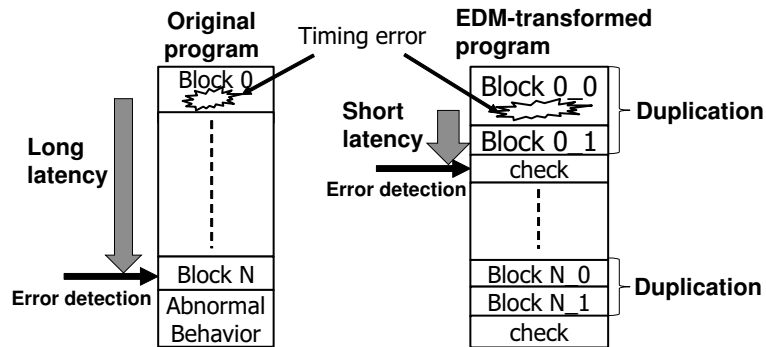 Original
program
Timing error
EDM-transformed
program
Block 0
Long
latency
Error detection
Block N
Abnormal
Behavior
Block 0_0
Short
latency
Block 0_1
Duplication
Error detection
check
Block N_0
Block N_1
Duplication
check